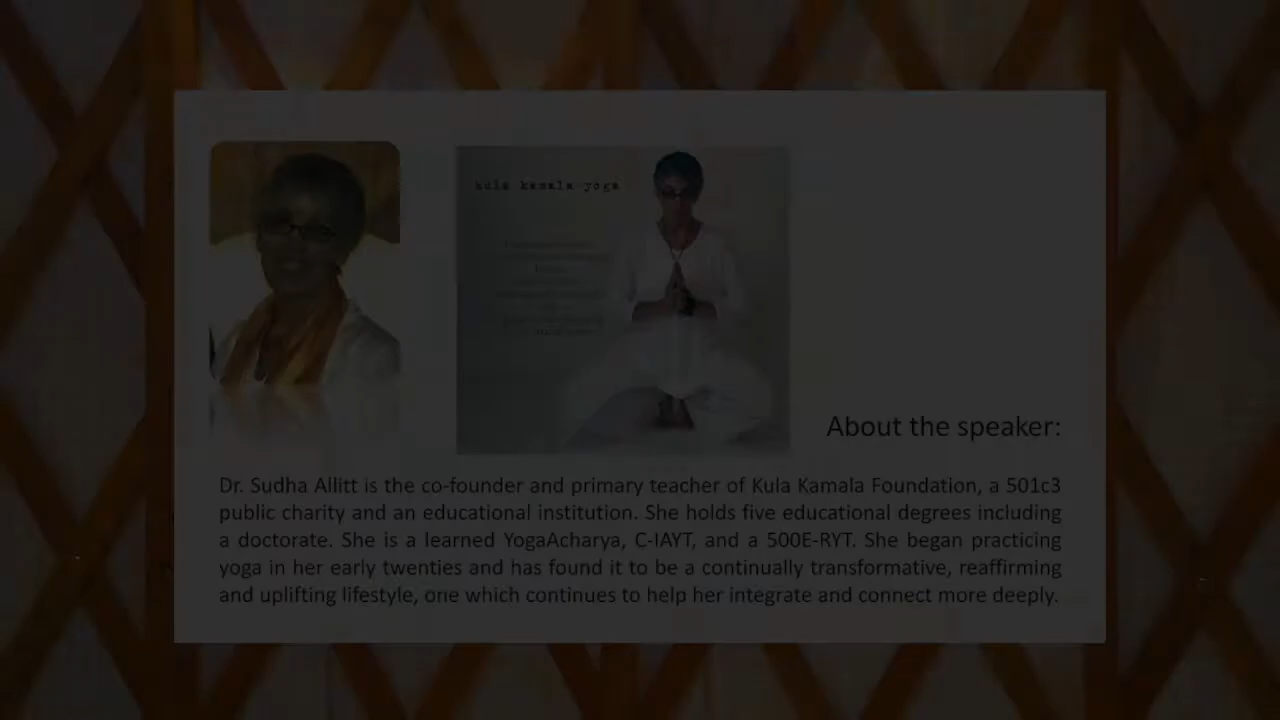 kula kamala yoga
About the speaker:
Dr. Sudha Allitt is the co-founder and primary teacher of Kula Kamala Foundation, a 501c3
public charity and an educational institution. She holds five educational degrees including
a doctorate. She is a learned YogaAcharya, C-IAYT, and a 500E-RYT. She began practicing
yoga in her early twenties and has found it to be a continually transformative, reaffirming
and uplifting lifestyle, one which continues to help her integrate and connect more deeply.